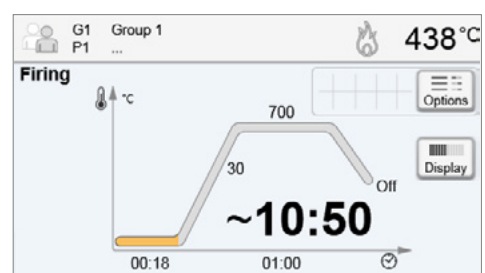 G1 Group 1
P1 ...
438°C
Firing
°C
Options
700
Display
30
Off
~10:50
00:18 01:00